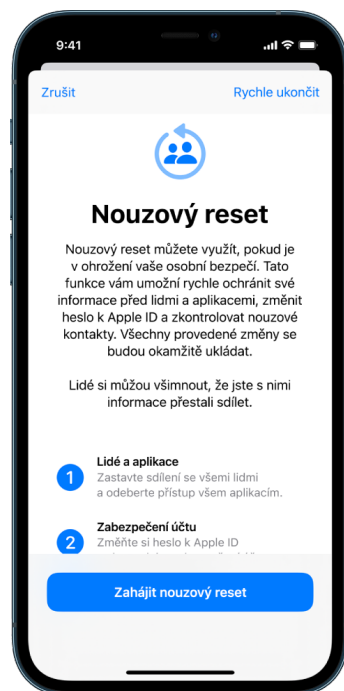 9:41
Zrušit
Rychle ukončit
Nouzový reset
Nouzový reset můžete využít, pokud je
v ohrožení vaše osobní bezpečí. Tato
funkce vám umožní rychle ochránit své
informace před lidmi a aplikacemi, změnit
heslo k Apple ID a zkontrolovat nouzové
kontakty. Všechny provedené změny se
budou okamžitě ukládat.
Lidé si můžou všimnout, že jste s nimi
informace přestali sdílet.
1
Lidé a aplikace
Zastavte sdílení se všemi lidmi
a odeberte přístup všem aplikacím.
2
Zabezpečení účtu
Změňte si heslo k Apple ID
Zahájit nouzový reset